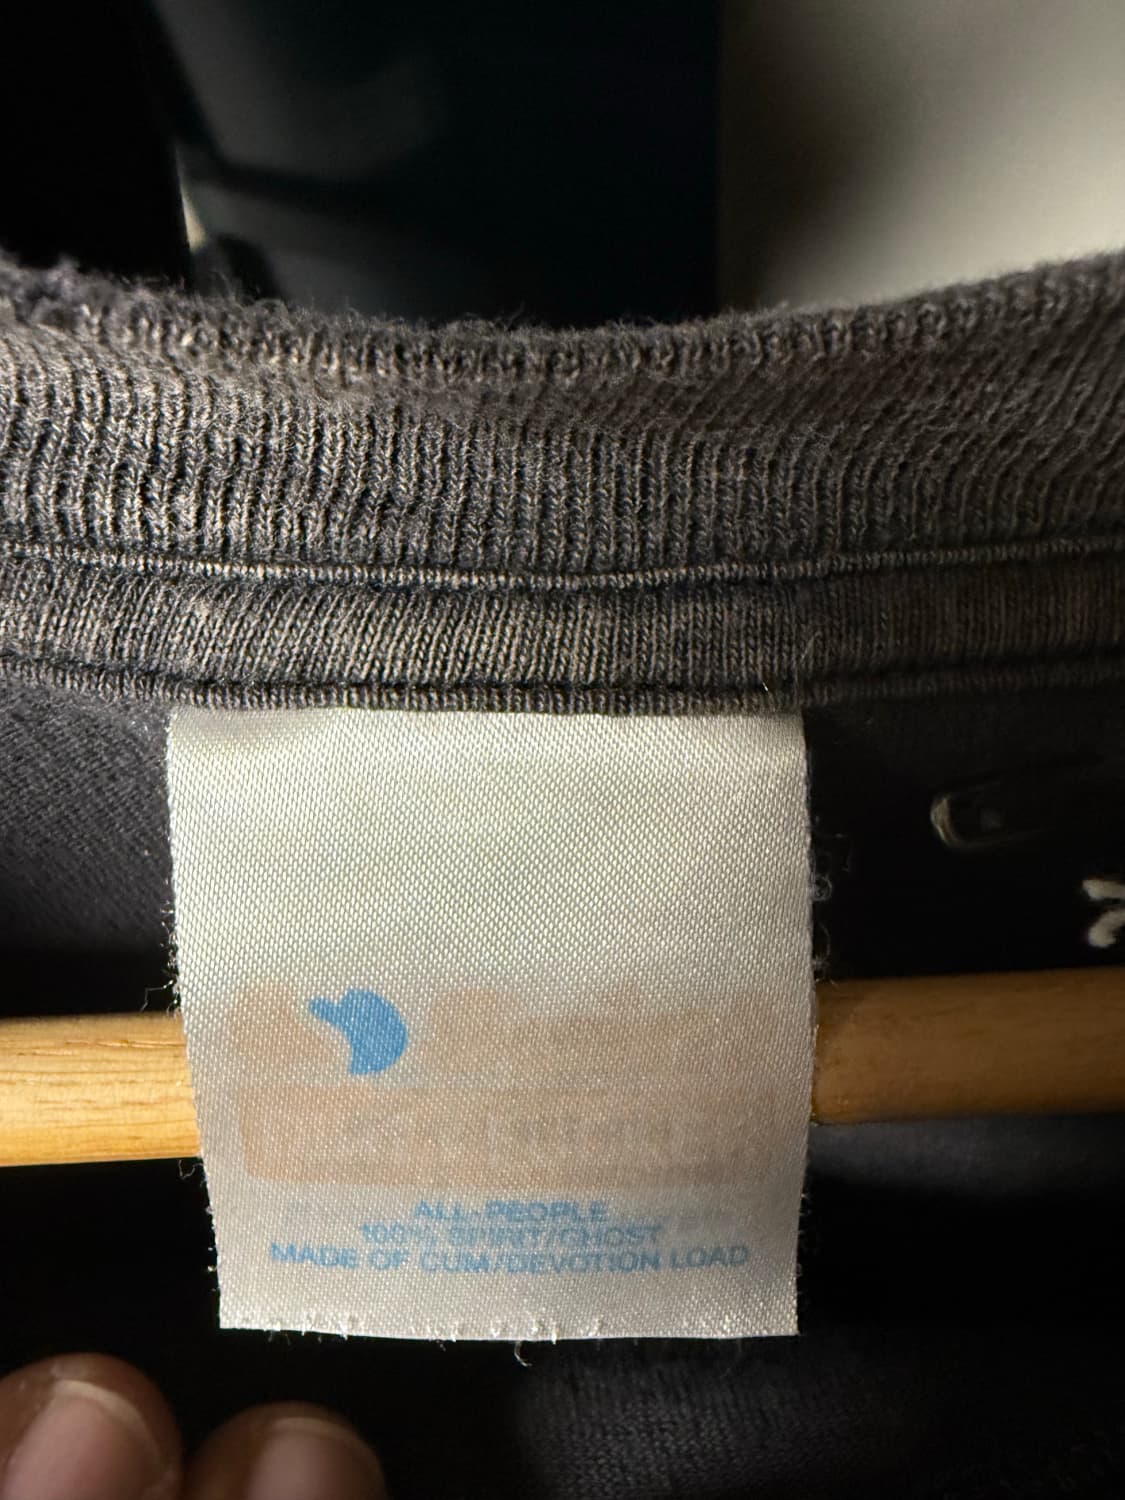 ALL PEOPLE
100% SPIRIT/GHOST
MADE OF CUM/DEVOTION LOAD